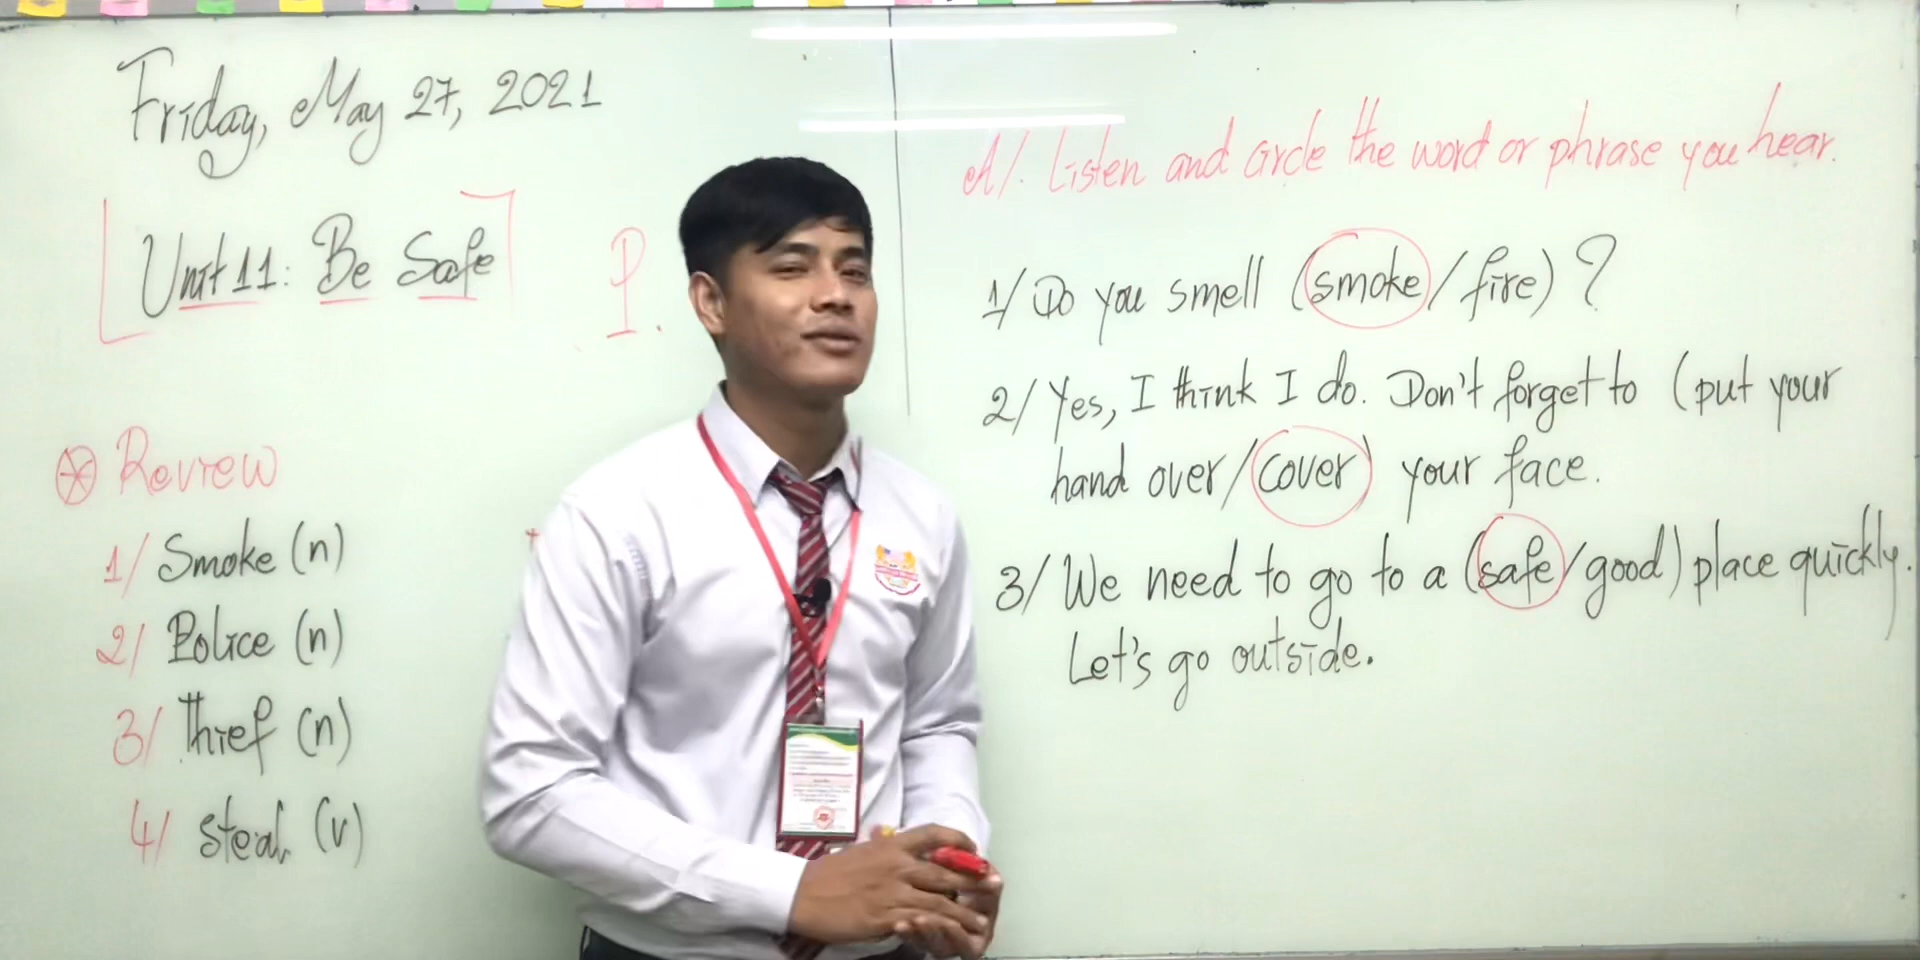 Friday, May 27, 2021
Unit 11: Be Safe
P.
Review
1/ Smoke (n)
2/ Police (n)
3/ Thief (n)
4/ steal (v)
A/. Listen and circle the word or phrase you hear.
1/ Do you smell (smoke/fire)?
2/ Yes, I think I do. Don't forget to (put your
hand over/cover) your face.
3/ We need to go to a (safe/good) place quickly.
Let's go outside.